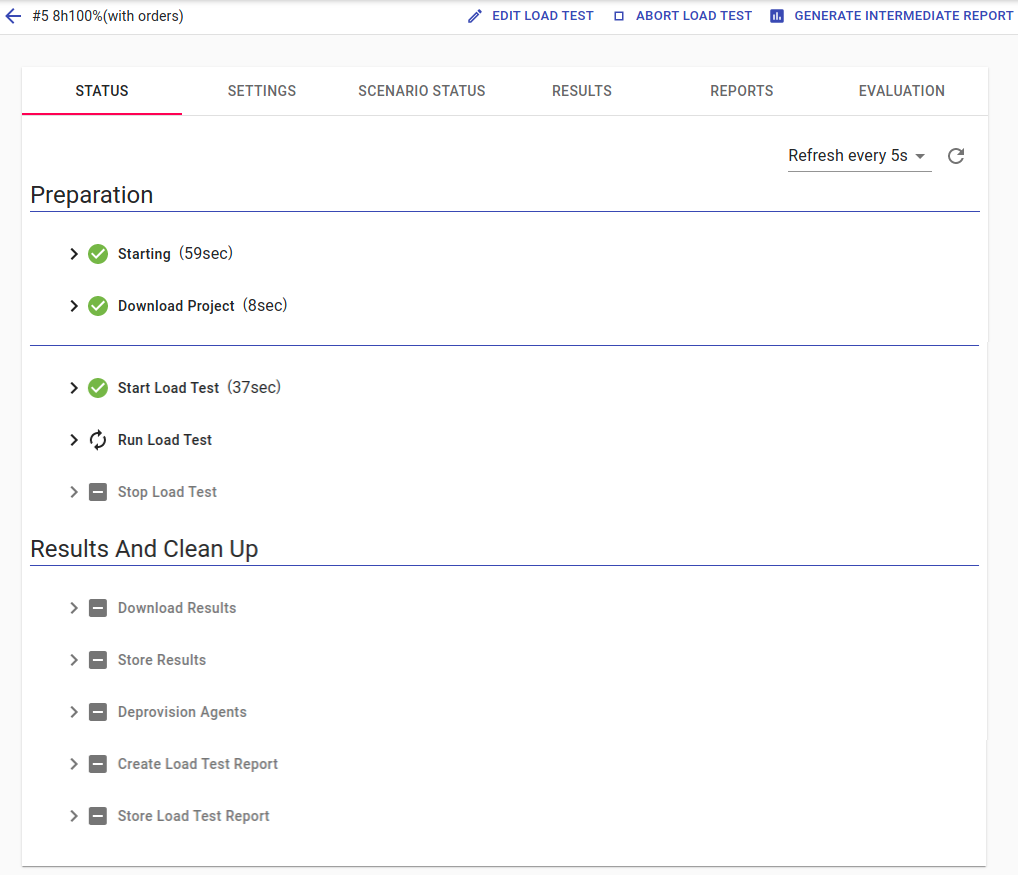 #5 8h100%(with orders)
EDIT LOAD TEST
ABORT LOAD TEST
GENERATE INTERMEDIATE REPORT
STATUS
SETTINGS
SCENARIO STATUS
RESULTS
REPORTS
EVALUATION
Refresh every 5s
Preparation
Starting (59sec)
Download Project (8sec)
Start Load Test (37sec)
Run Load Test
Stop Load Test
Results And Clean Up
Download Results
Store Results
Deprovision Agents
Create Load Test Report
Store Load Test Report